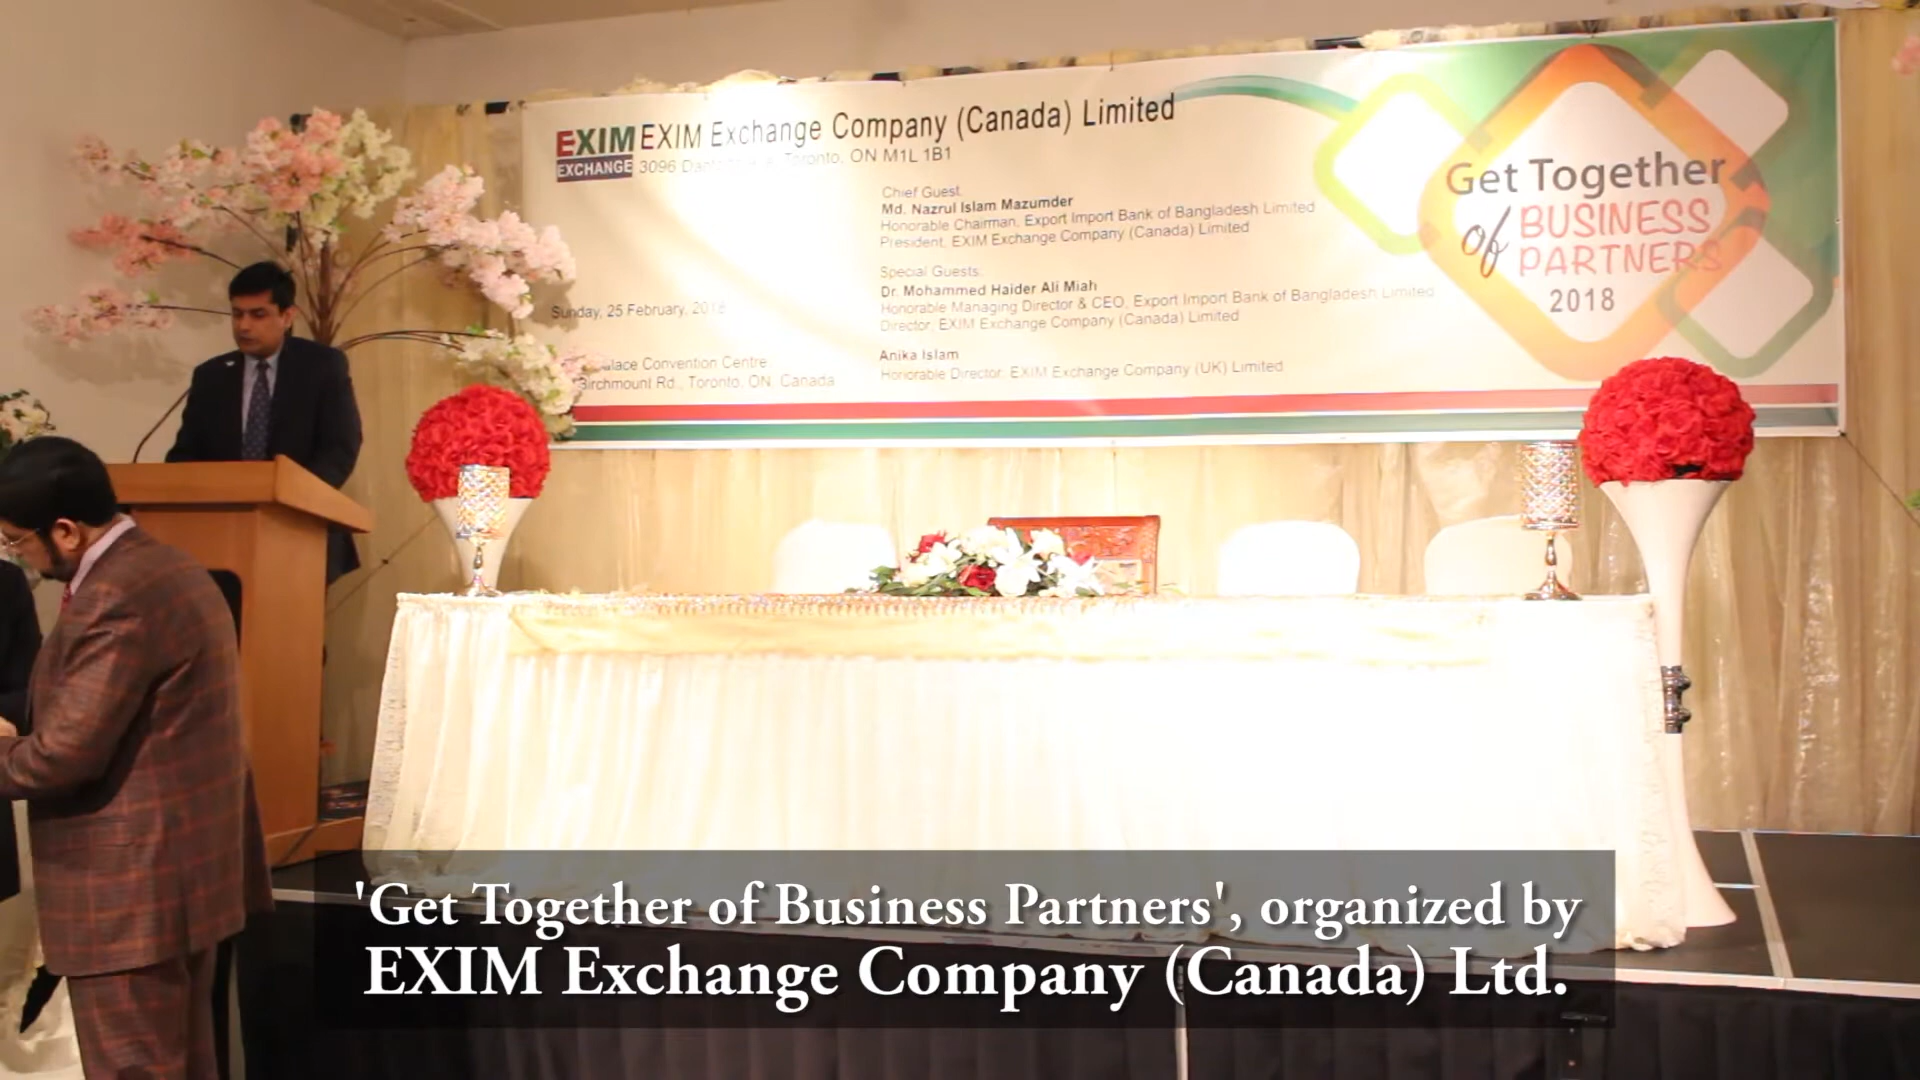 EXIM
EXCHANGE
EXIM Exchange Company (Canada) Limited
3096 Toronto, ON M1L 1B1
Chief Guest
Md. Nazrul Islam Mazumder
Honorable Chairman, Export Import Bank of Bangladesh Limited
President, EXIM Exchange Company (Canada) Limited
Special Guests
Dr. Mohammed Haider Ali Miah
Honorable Managing Director & CEO, Export Import Bank of Bangladesh Limited
Director, EXIM Exchange Company (Canada) Limited
Anika Islam
Honorable Director, EXIM Exchange Company (UK) Limited
Sunday, 25 February, 2018
Convention Centre
Birchmount Rd., Toronto, ON, Canada
Get Together
of BUSINESS
PARTNERS
2018
'Get Together of Business Partners', organized by
EXIM Exchange Company (Canada) Ltd.